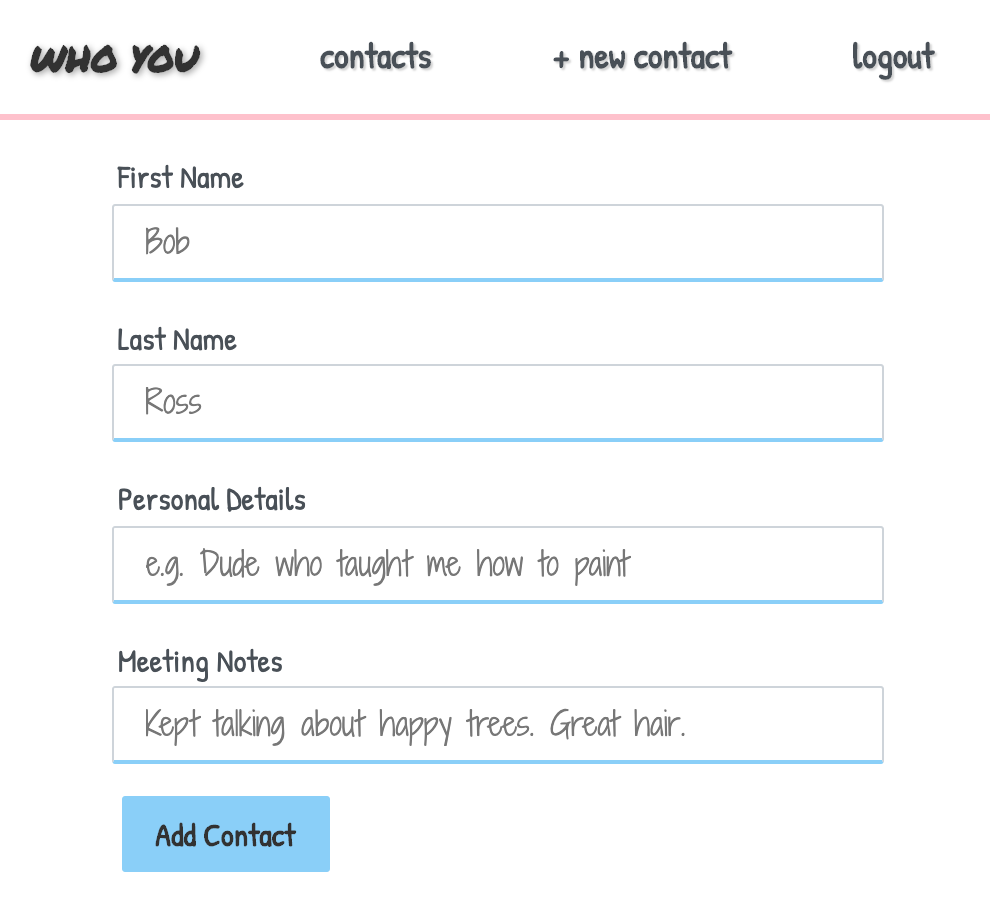 WHO YOU contacts + new contact logout
First Name
Bob
Last Name
Ross
Personal Details
e.g. Dude who taught me how to paint
Meeting Notes
Kept talking about happy trees. Great hair.
Add Contact